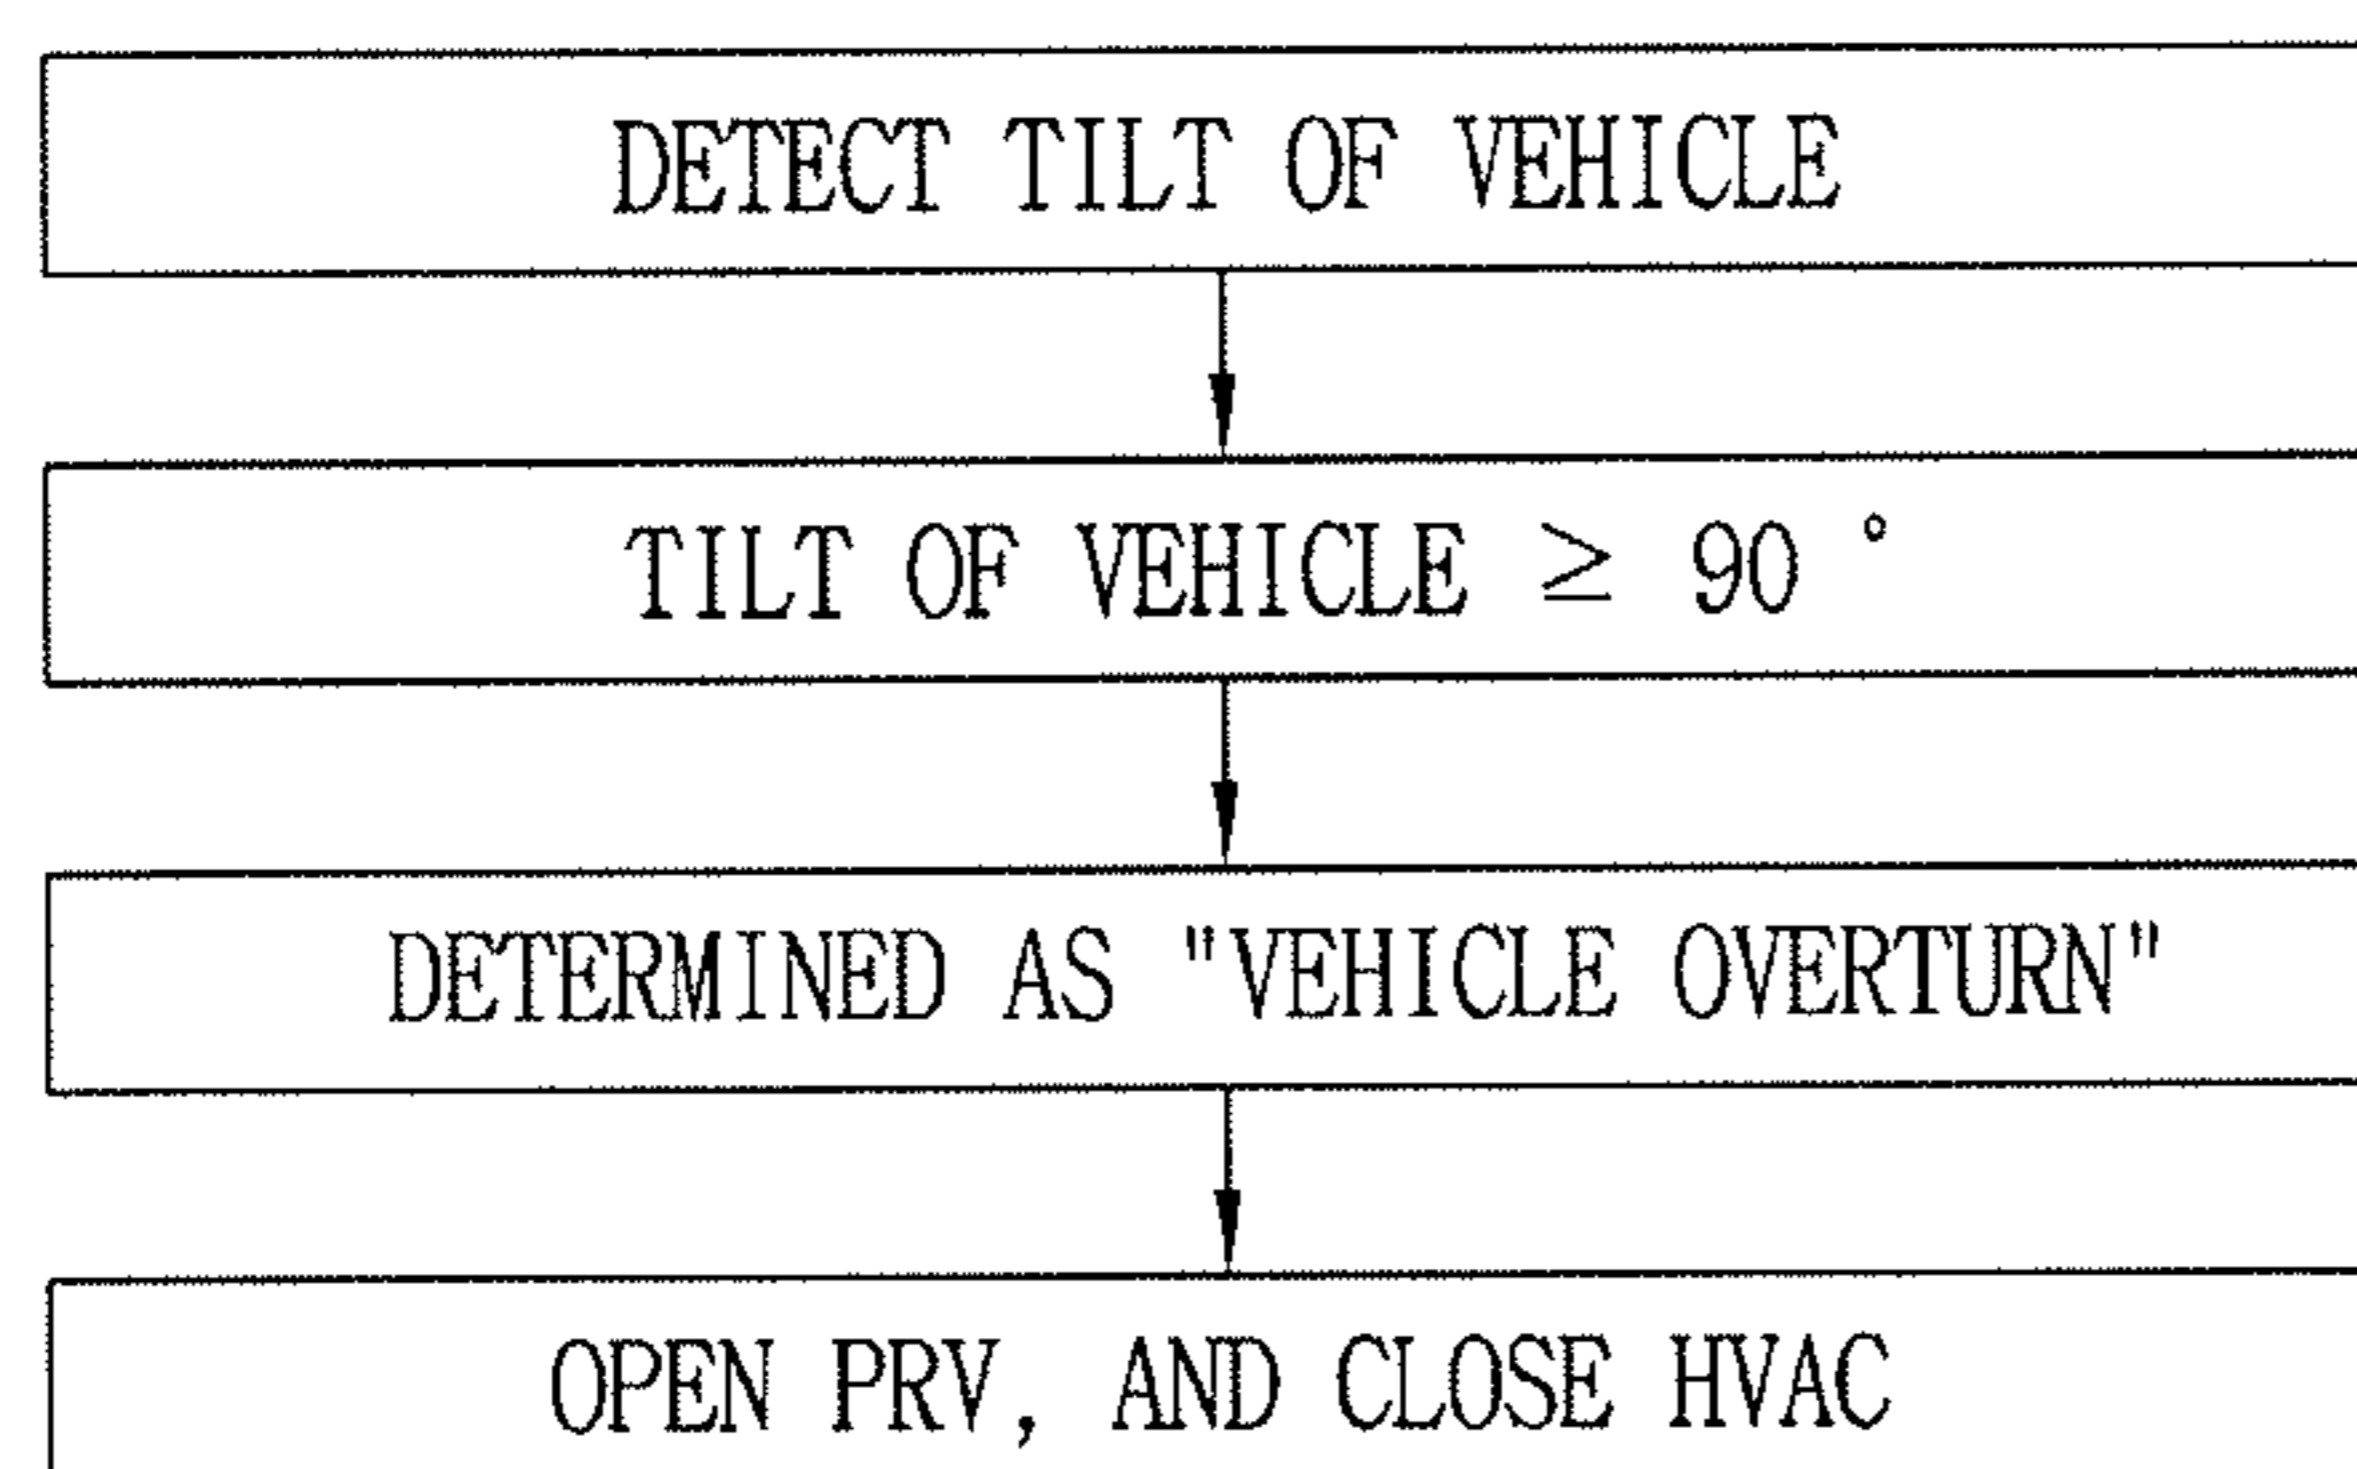 DETECT TILT OF VEHICLE
TILT OF VEHICLE ≥ 90 °
DETERMINED AS "VEHICLE OVERTURN"
OPEN PRV, AND CLOSE HVAC